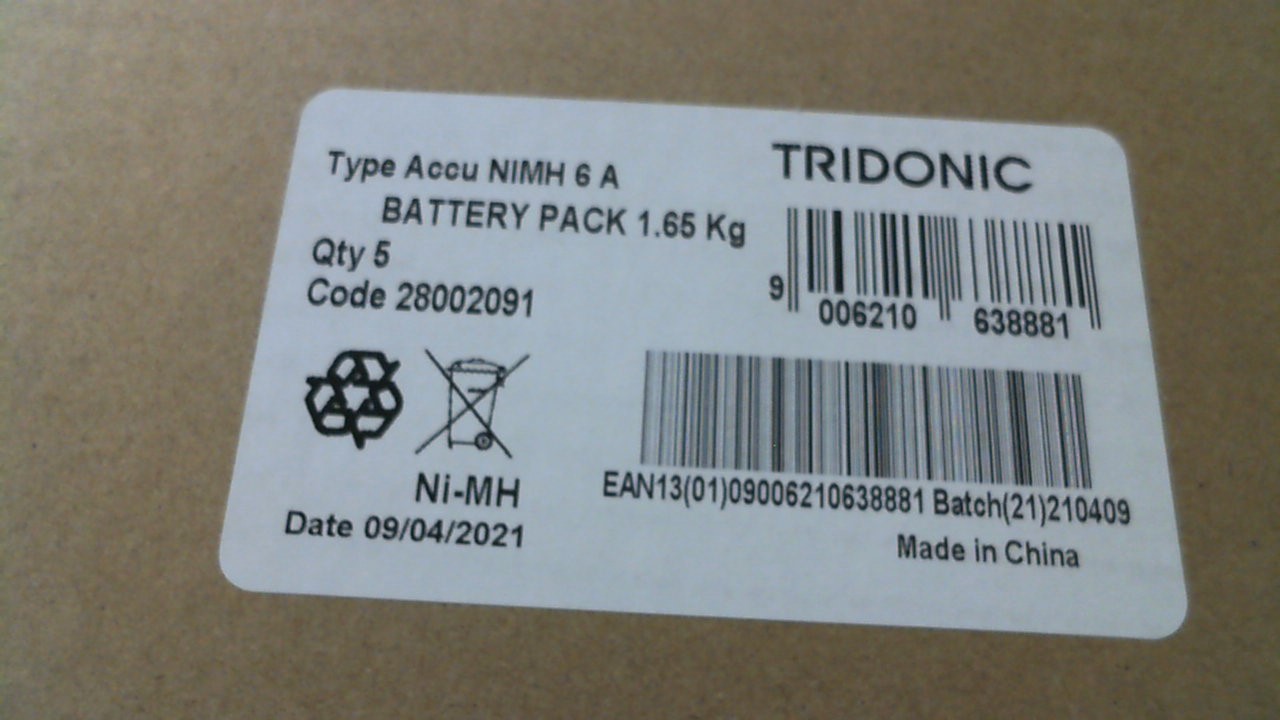 TRIDONIC
Type Accu NIMH 6 A
BATTERY PACK 1.65 Kg
Qty 5
Code 28002091
9 006210 638881
Ni-MH
Date 09/04/2021
EAN13(01)09006210638881 Batch(21)210409
Made in China